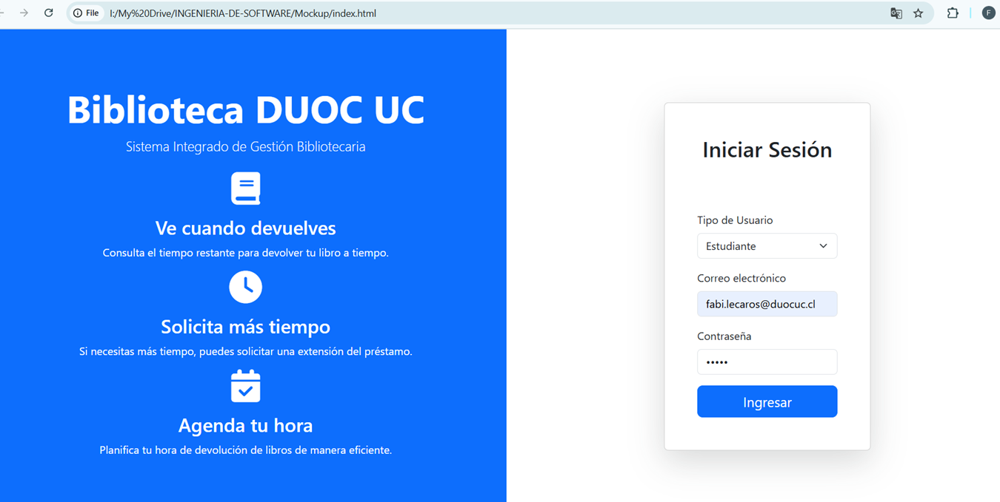 File
I:/My%20Drive/INGENIERIA-DE-SOFTWARE/Mockup/index.html
F
Biblioteca DUOC UC
Sistema Integrado de Gestión Bibliotecaria
Ve cuando devuelves
Consulta el tiempo restante para devolver tu libro a tiempo.
Solicita más tiempo
Si necesitas más tiempo, puedes solicitar una extensión del préstamo.
Agenda tu hora
Planifica tu hora de devolución de libros de manera eficiente.
Iniciar Sesión
Tipo de Usuario
Estudiante
Correo electrónico
fabi.lecaros@duocuc.cl
Contraseña
•••••
Ingresar